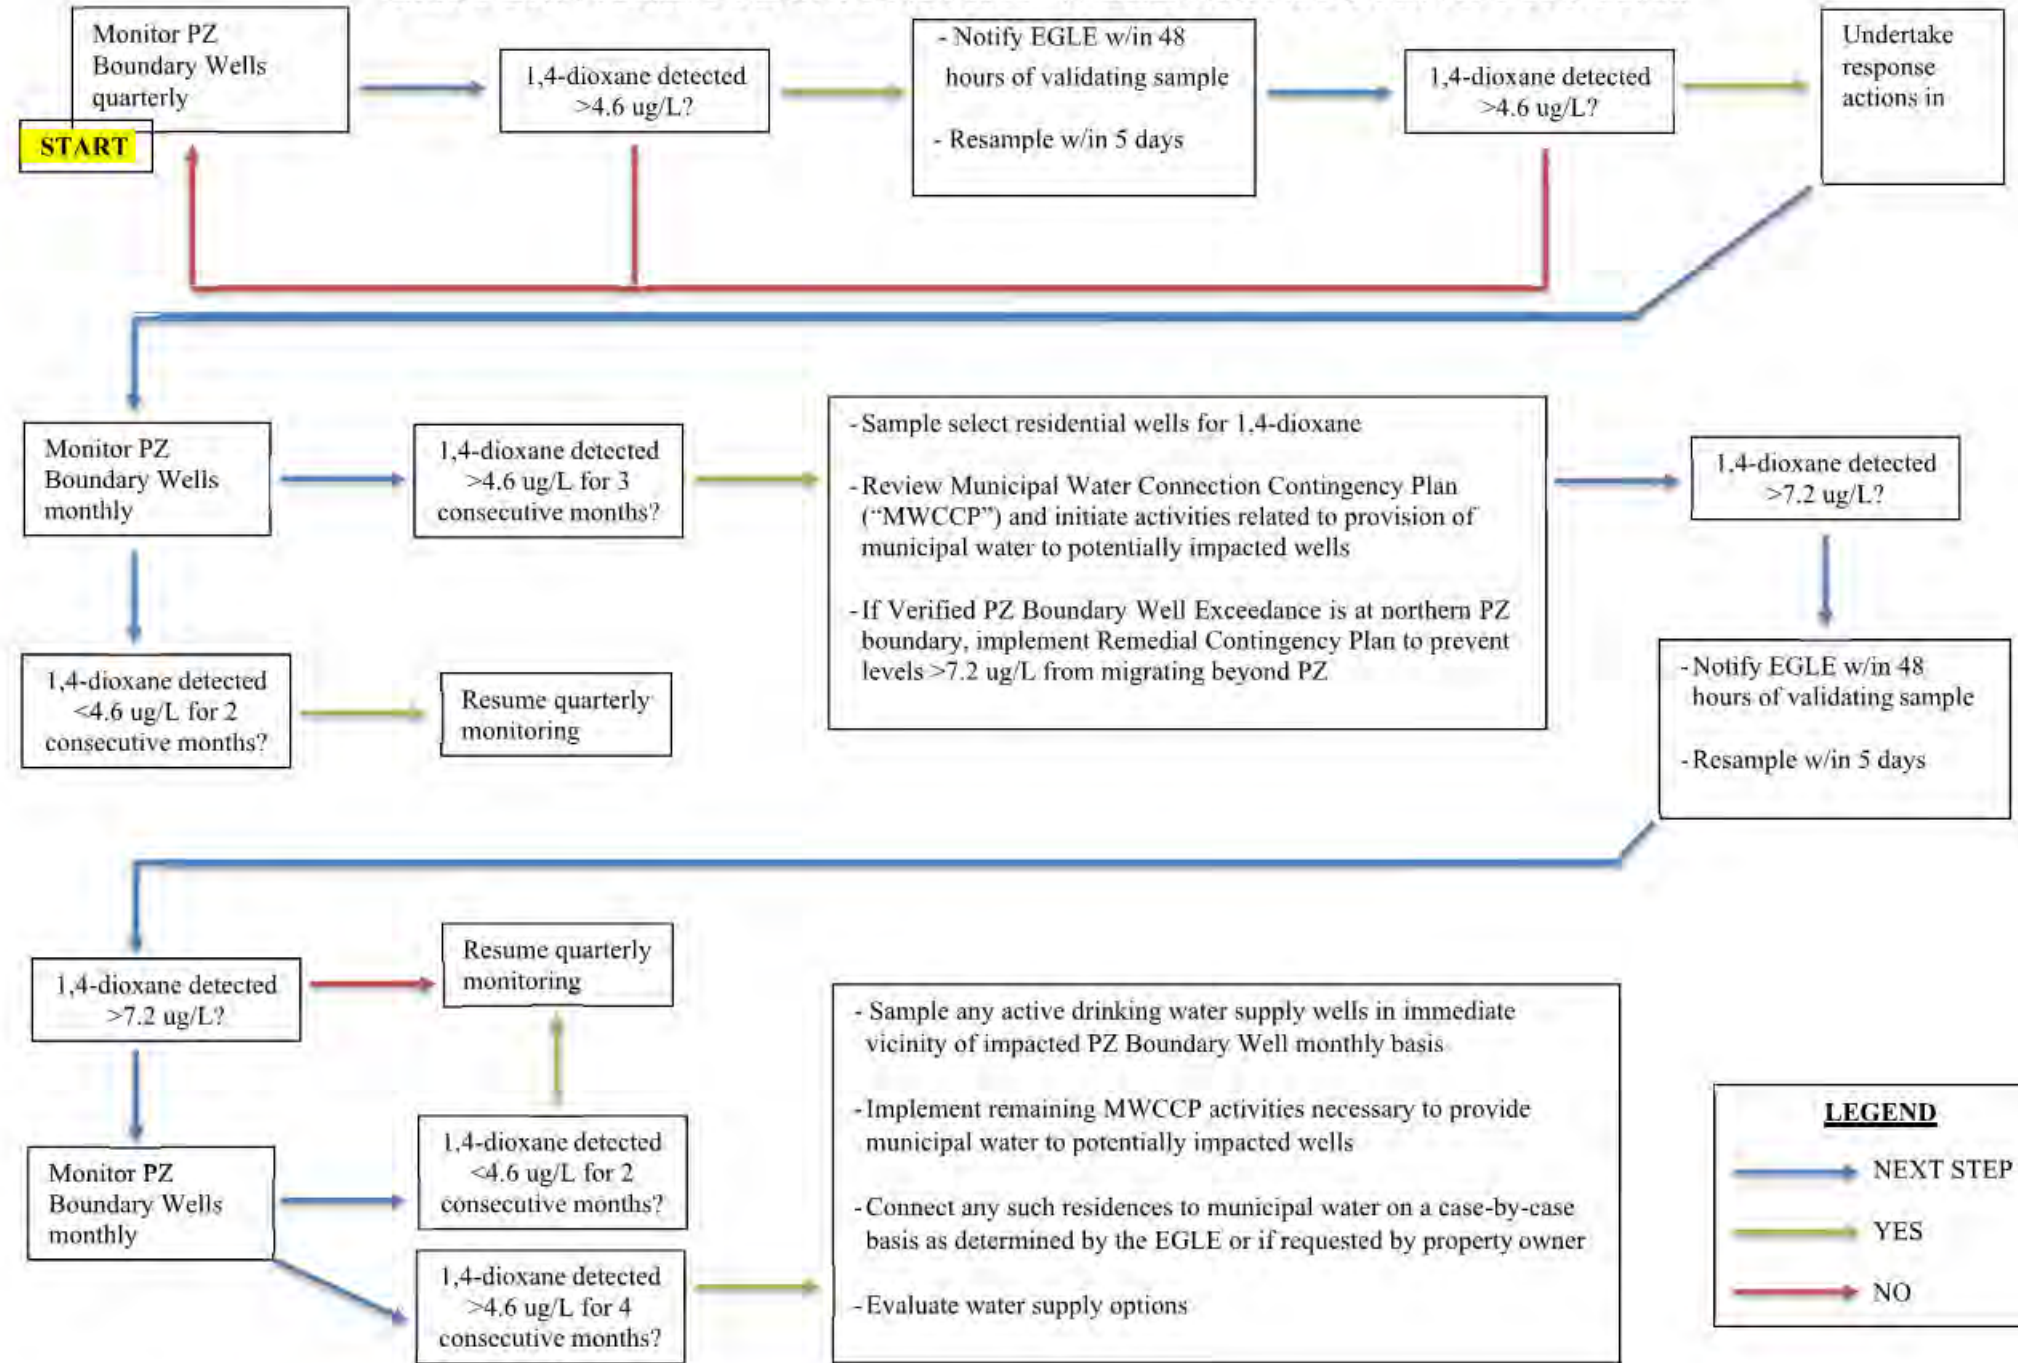 Monitor PZ
Boundary Wells
quarterly
START
1,4-dioxane detected
>4.6 ug/L?
- Notify EGLE w/in 48
hours of validating sample
- Resample w/in 5 days
1,4-dioxane detected
>4.6 ug/L?
Undertake
response
actions in
Monitor PZ
Boundary Wells
monthly
1,4-dioxane detected
>4.6 ug/L for 3
consecutive months?
- Sample select residential wells for 1,4-dioxane
- Review Municipal Water Connection Contingency Plan
(“MWCCP”) and initiate activities related to provision of
municipal water to potentially impacted wells
- If Verified PZ Boundary Well Exceedance is at northern PZ
boundary, implement Remedial Contingency Plan to prevent
levels >7.2 ug/L from migrating beyond PZ
1,4-dioxane detected
>7.2 ug/L?
1,4-dioxane detected
<4.6 ug/L for 2
consecutive months?
Resume quarterly
monitoring
- Notify EGLE w/in 48
hours of validating sample
- Resample w/in 5 days
1,4-dioxane detected
>7.2 ug/L?
Resume quarterly
monitoring
Monitor PZ
Boundary Wells
monthly
1,4-dioxane detected
<4.6 ug/L for 2
consecutive months?
1,4-dioxane detected
>4.6 ug/L for 4
consecutive months?
- Sample any active drinking water supply wells in immediate
vicinity of impacted PZ Boundary Well monthly basis
- Implement remaining MWCCP activities necessary to provide
municipal water to potentially impacted wells
- Connect any such residences to municipal water on a case-by-case
basis as determined by the EGLE or if requested by property owner
- Evaluate water supply options
LEGEND
NEXT STEP
YES
NO